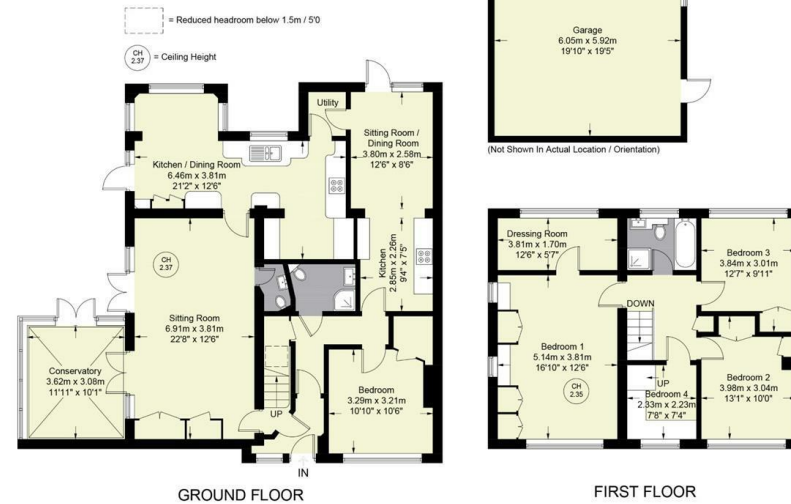 = Reduced headroom below 1.5m / 5'0
CH
2.37
= Ceiling Height
Garage
6.05m x 5.92m
19'10" x 19'5"
(Not Shown In Actual Location / Orientation)
Utility
Sitting Room /
Dining Room
3.80m x 2.58m
12'6" x 8'6"
Kitchen / Dining Room
6.46m x 3.81m
21'2" x 12'6"
Kitchen
2.85m x 2.26m
9'4" x 7'5"
CH
2.37
Sitting Room
6.91m x 3.81m
22'8" x 12'6"
Conservatory
3.62m x 3.08m
11'11" x 10'1"
Bedroom
3.29m x 3.21m
10'10" x 10'6"
UP
IN
GROUND FLOOR
Dressing Room
3.81m x 1.70m
12'6" x 5'7"
Bedroom 3
3.84m x 3.01m
12'7" x 9'11"
DOWN
Bedroom 1
5.14m x 3.81m
16'10" x 12'6"
CH
2.35
UP
Bedroom 4
2.33m x 2.23m
7'8" x 7'4"
Bedroom 2
3.98m x 3.04m
13'1" x 10'0"
FIRST FLOOR